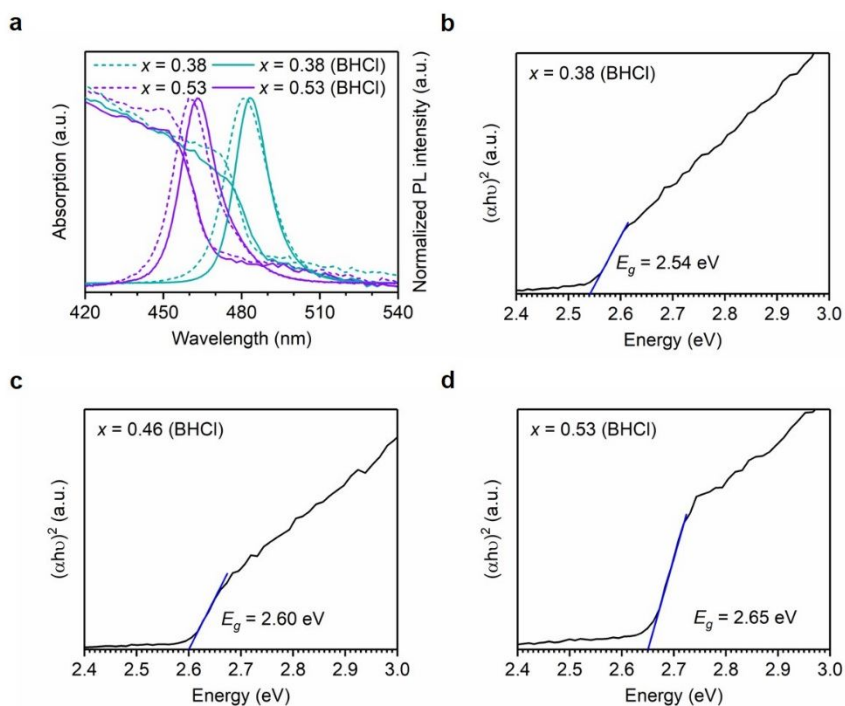 a
x = 0.38 x = 0.38 (BHCl)
x = 0.53 x = 0.53 (BHCl)
Absorption (a.u.)
Normalized PL intensity (a.u.)
420 450 480 510 540
Wavelength (nm)
b
x = 0.38 (BHCl)
(αhυ)² (a.u.)
E_g = 2.54 eV
2.4 2.5 2.6 2.7 2.8 2.9 3.0
Energy (eV)
c
x = 0.46 (BHCl)
(αhυ)² (a.u.)
E_g = 2.60 eV
2.4 2.5 2.6 2.7 2.8 2.9 3.0
Energy (eV)
d
x = 0.53 (BHCl)
(αhυ)² (a.u.)
E_g = 2.65 eV
2.4 2.5 2.6 2.7 2.8 2.9 3.0
Energy (eV)